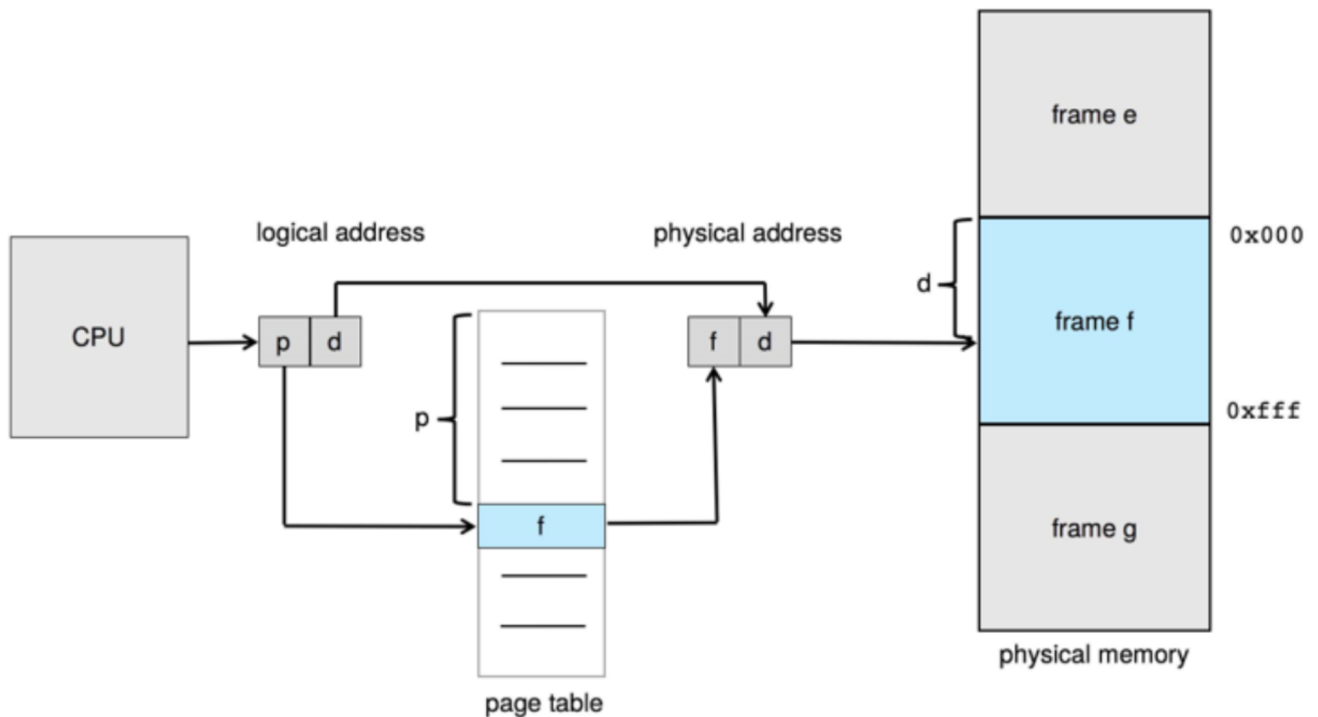 frame e
logical address
physical address
0x000
CPU
p
d
p
f
f
d
d
frame f
0xfff
frame g
physical memory
page table